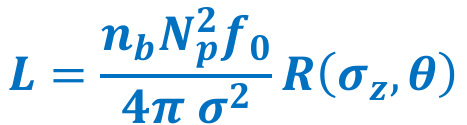 L = \frac{n_b N_p^2 f_0}{4\pi \sigma^2} R(\sigma_z, \theta)